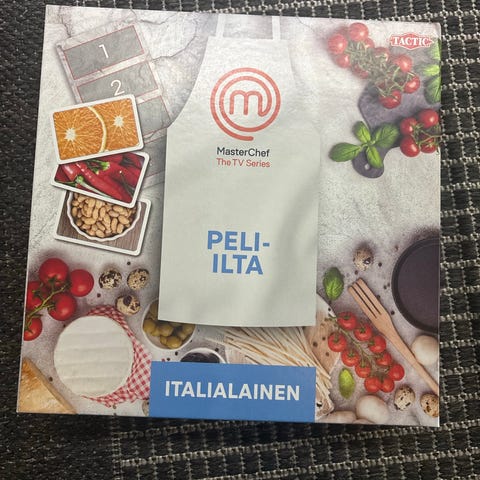 TACTIC
1
2
m
MasterChef
The TV Series
PELI-
ILTA
ITALIALAINEN